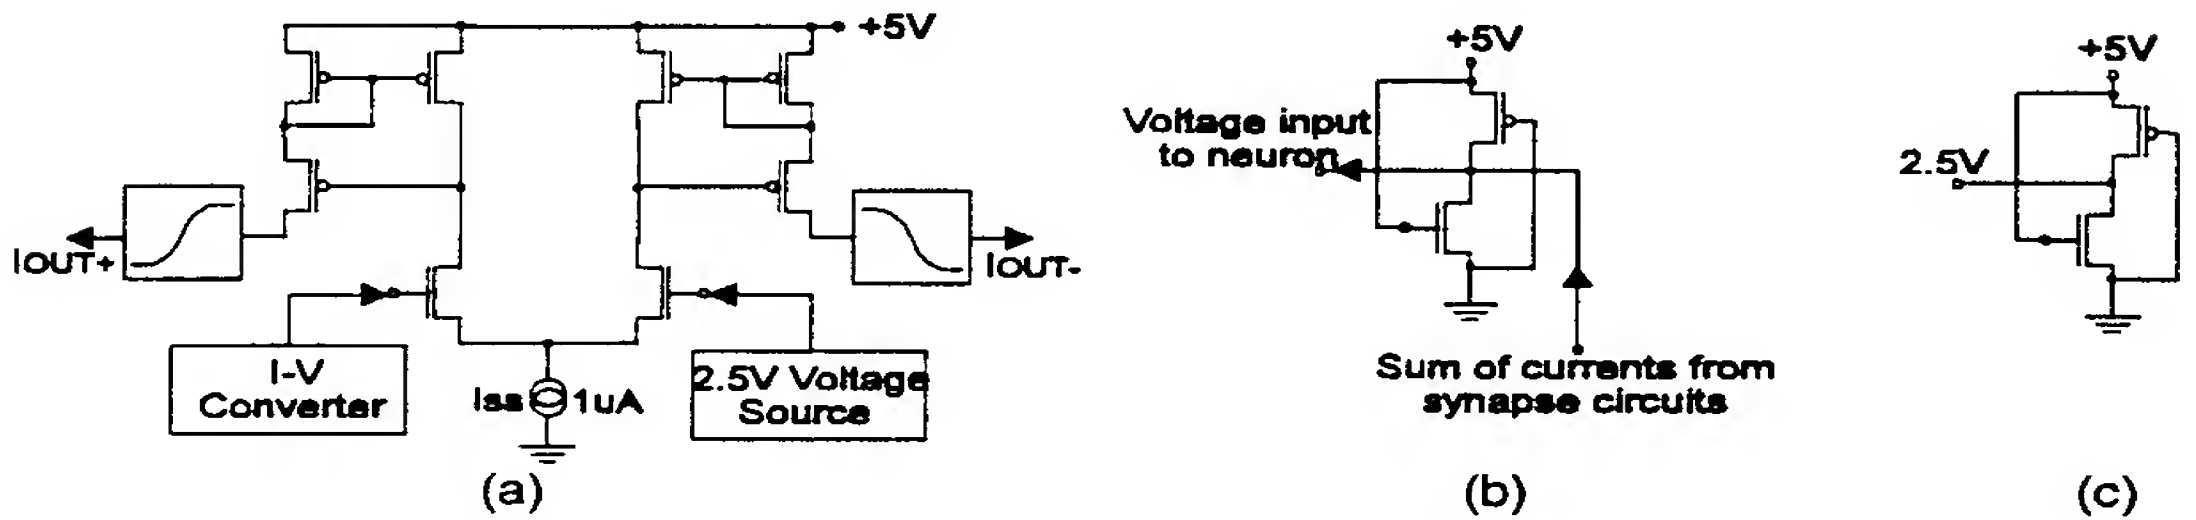 +5V
IOUT+
IOUT-
I-V
Converter
Iss
1uA
2.5V Voltage
Source
(a)
+5V
Voltage input
to neuron
Sum of currents from
synapse circuits
(b)
+5V
2.5V
(c)